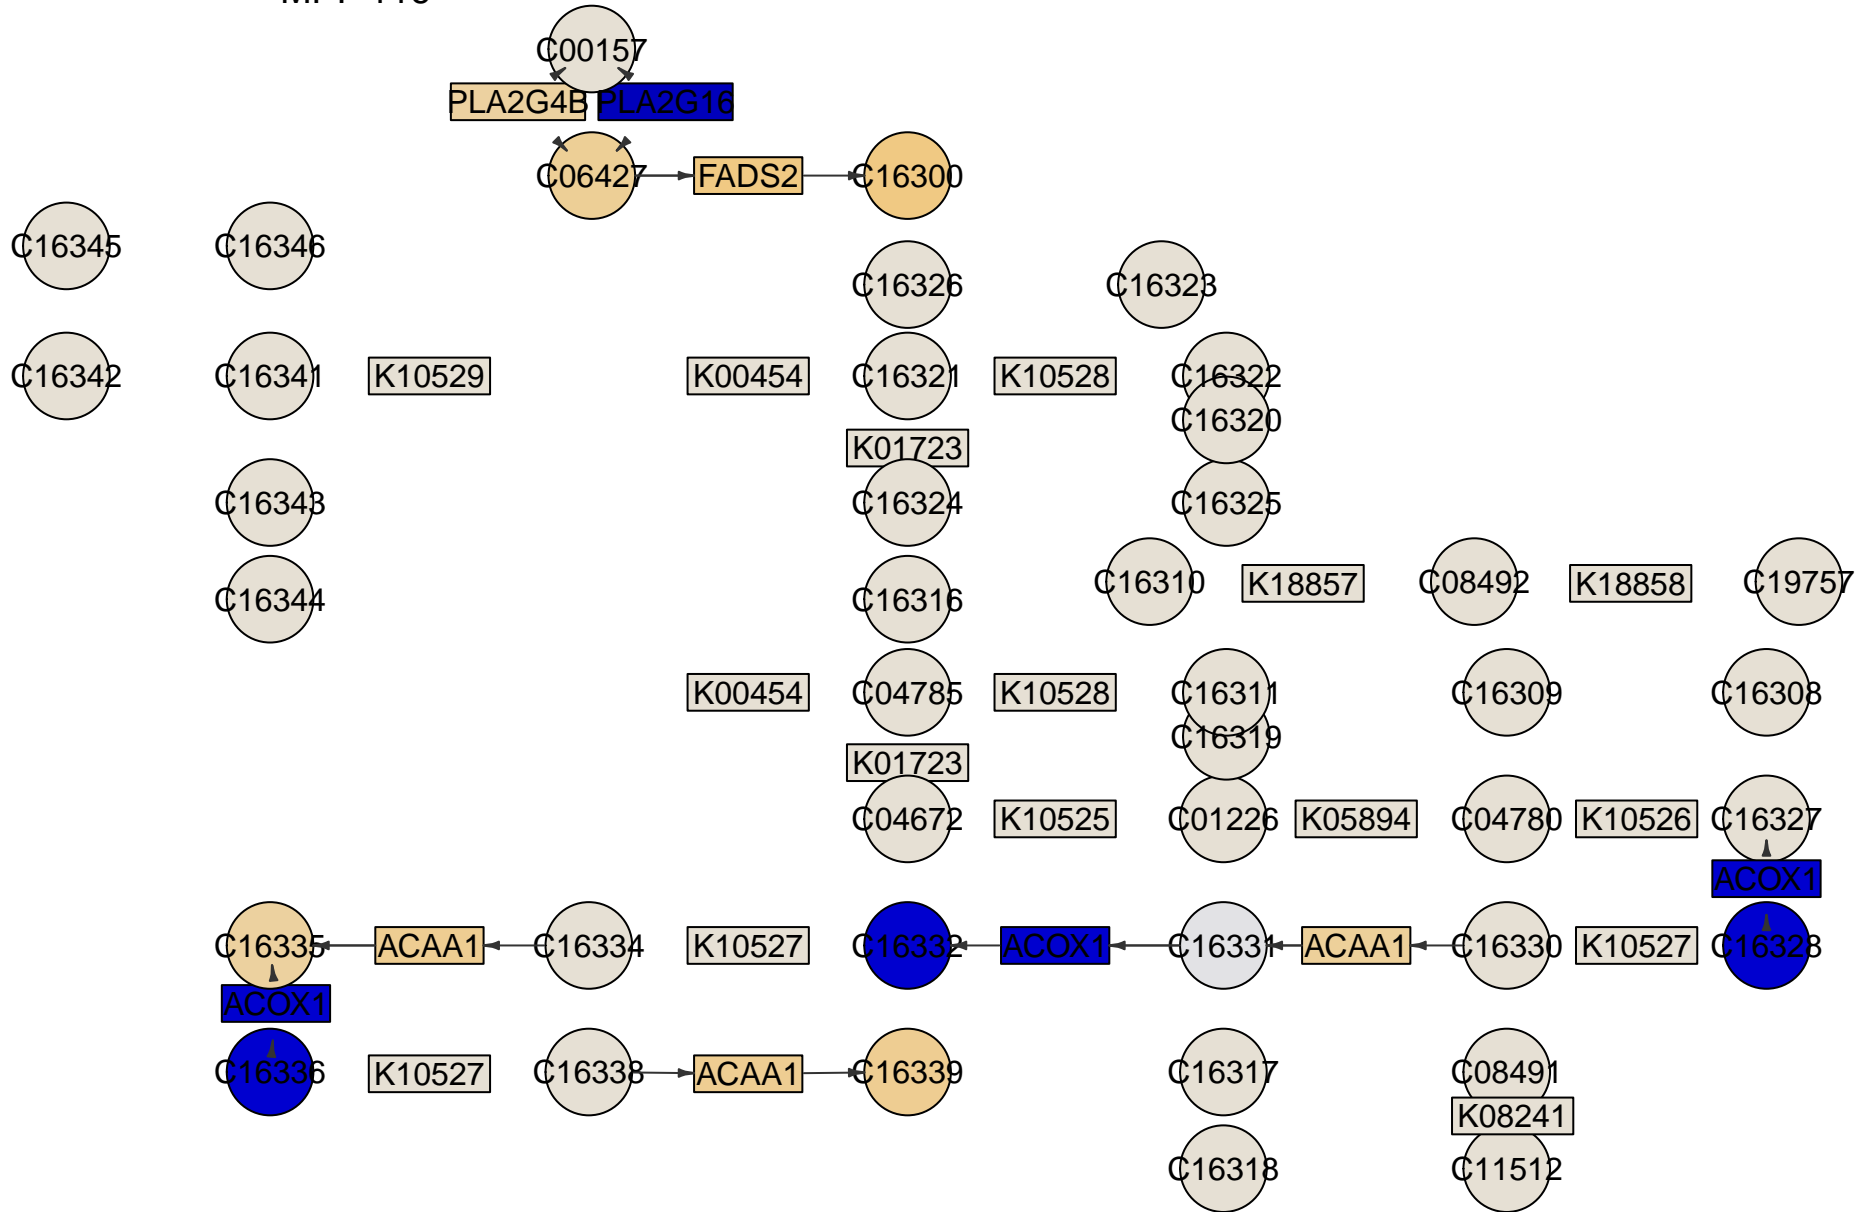 C00157
PLA2G4B PLA2G16
C06427 FADS2 C16300
C16345 C16346
C16326 C16323
C16342 C16341 K10529 K00454 C16321 K10528 C16322
C16320
K01723
C16343 C16324 C16325
C16310 K18857 C08492 K18858 C19757
C16344 C16316
K00454 C04785 K10528 C16311 C16309 C16308
C16319
K01723
C04672 K10525 C01226 K05894 C04780 K10526 C16327
ACOX1
C16335 ACAA1 C16334 K10527 C16332 ACOX1 C16331 ACAA1 C16330 K10527 C16328
ACOX1
C16336 K10527 C16338 ACAA1 C16339 C16317 C08491
K08241
C16318 C11512